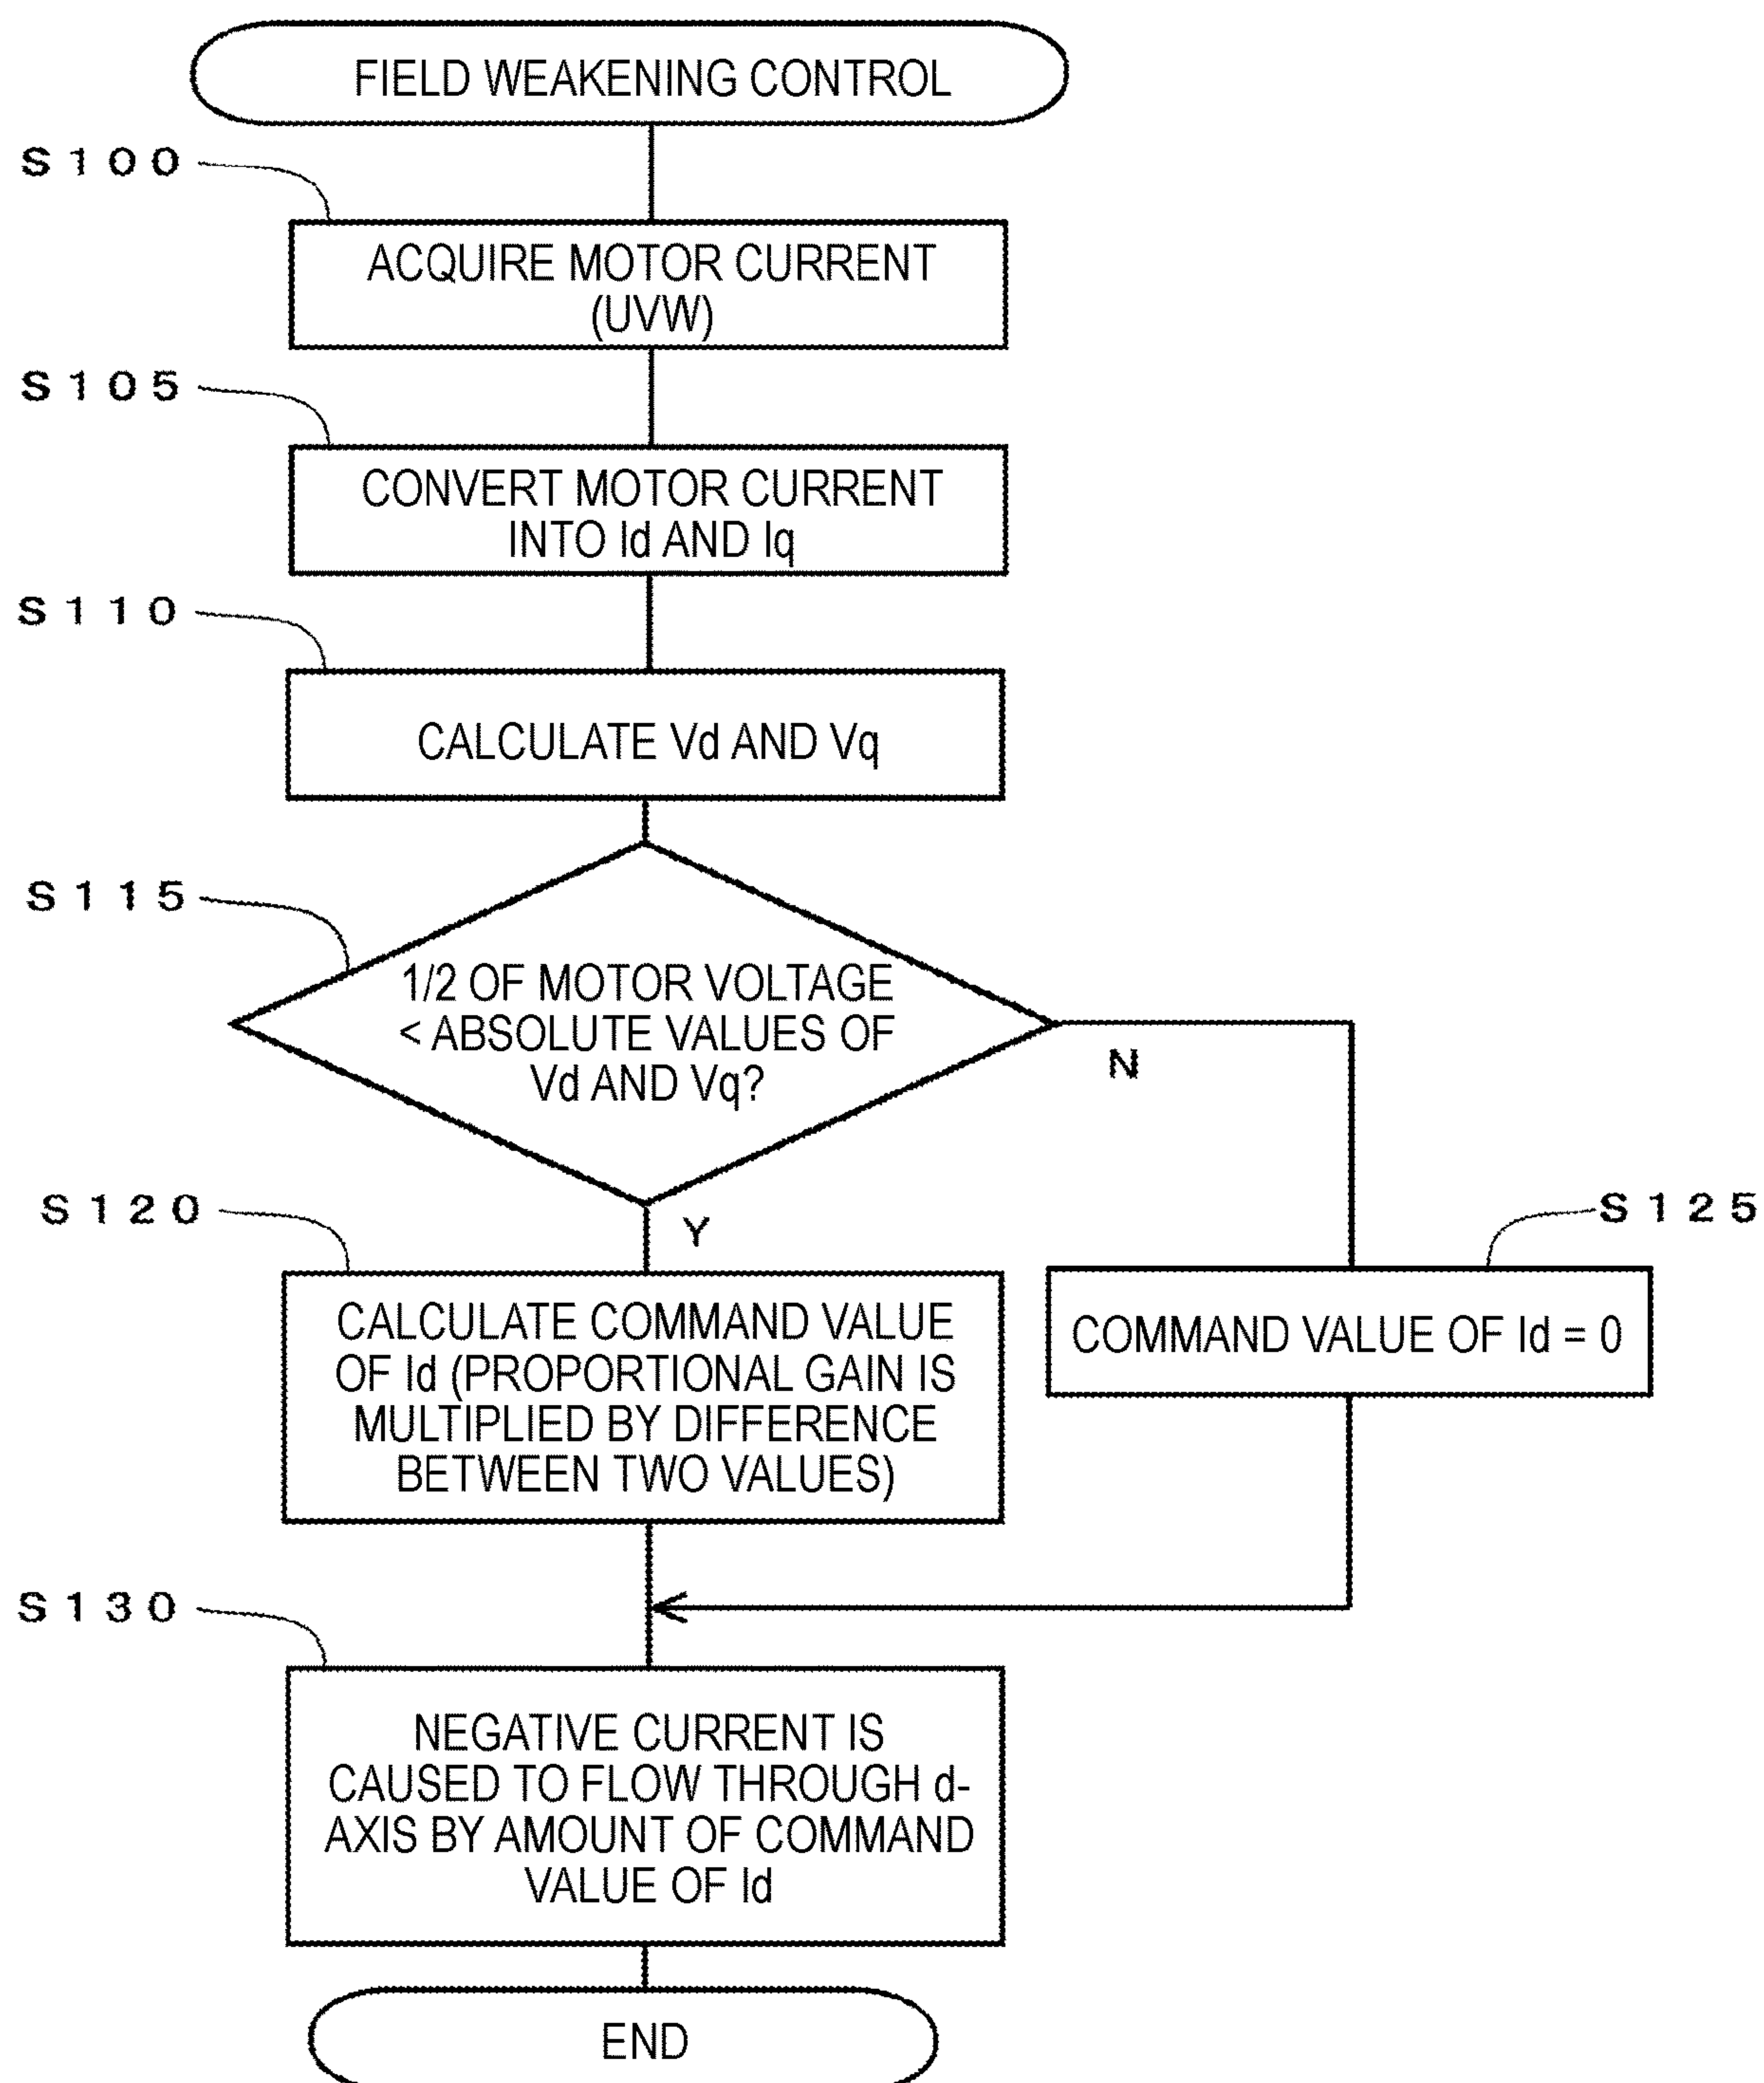 FIELD WEAKENING CONTROL
S100
ACQUIRE MOTOR CURRENT
(UVW)
S105
CONVERT MOTOR CURRENT
INTO Id AND Iq
S110
CALCULATE Vd AND Vq
S115
1/2 OF MOTOR VOLTAGE
< ABSOLUTE VALUES OF
Vd AND Vq?
N
Y
S120
CALCULATE COMMAND VALUE
OF Id (PROPORTIONAL GAIN IS
MULTIPLIED BY DIFFERENCE
BETWEEN TWO VALUES)
S125
COMMAND VALUE OF Id = 0
S130
NEGATIVE CURRENT IS
CAUSED TO FLOW THROUGH d-
AXIS BY AMOUNT OF COMMAND
VALUE OF Id
END